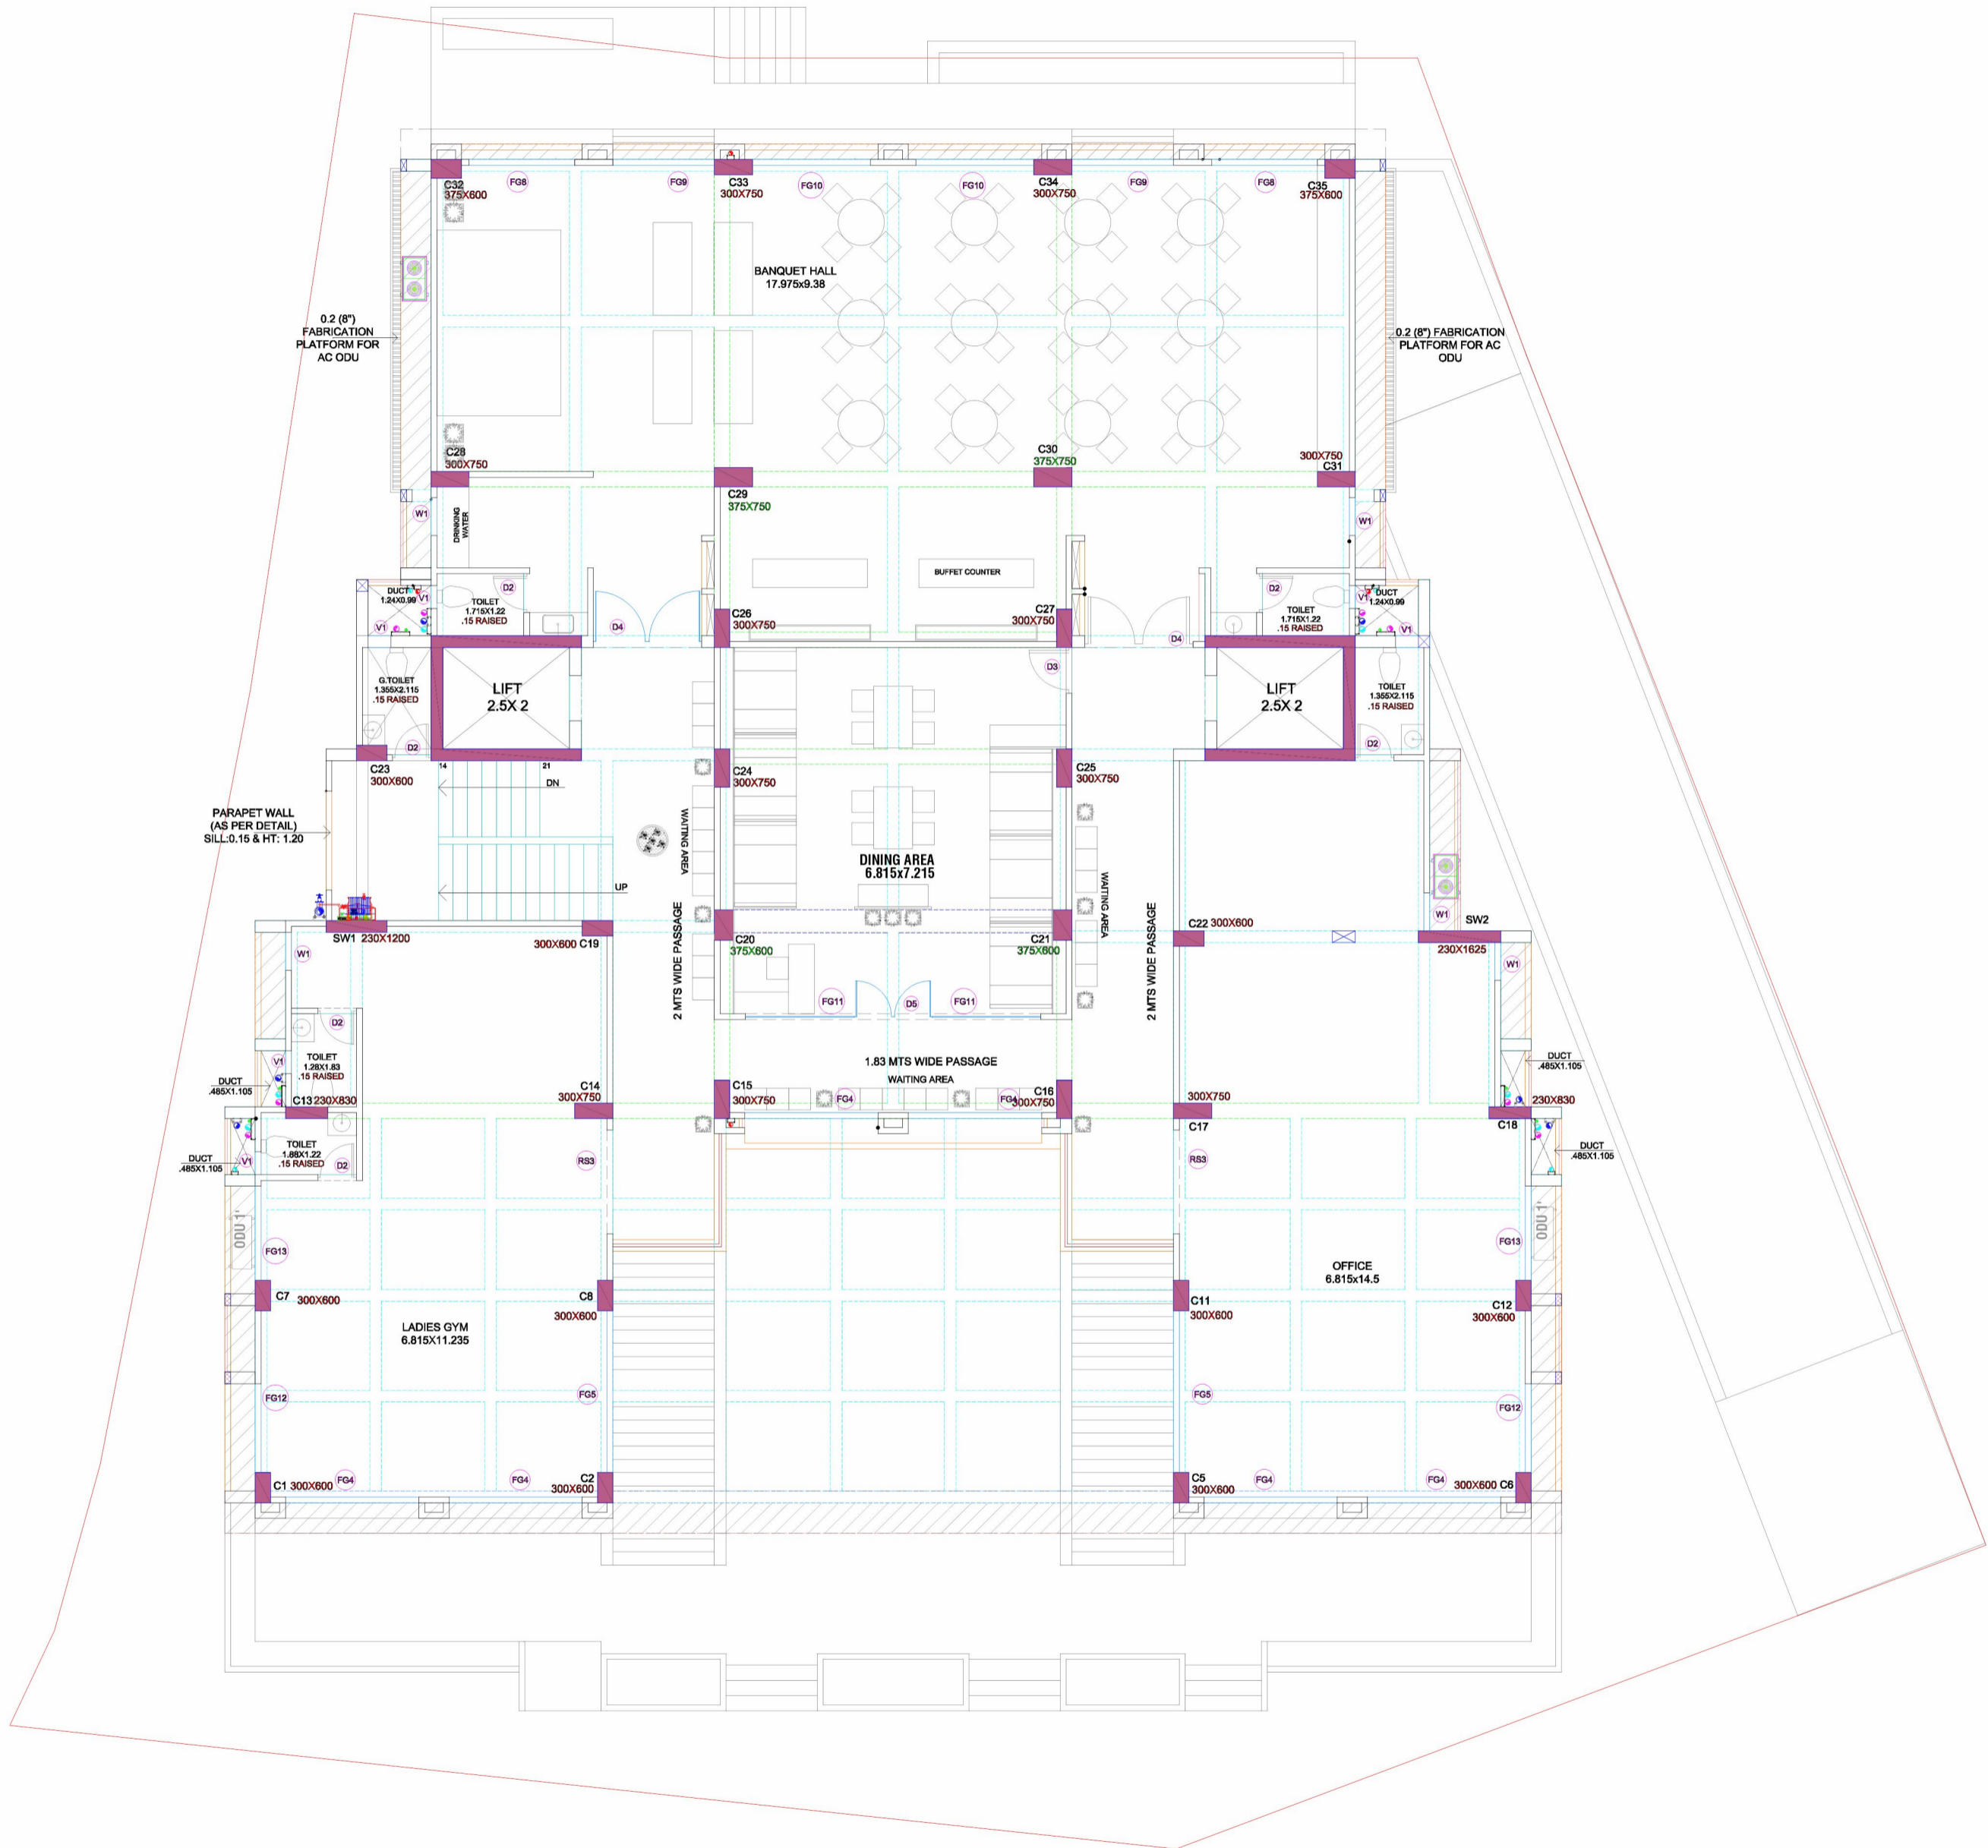 C32
375X600
FG8
FG9
C33
300X750
FG10
FG10
C34
300X750
FG9
FG8
C35
375X600
BANQUET HALL
17.975x9.38
0.2 (8")
FABRICATION
PLATFORM FOR
AC ODU
0.2 (8") FABRICATION
PLATFORM FOR AC
ODU
C28
300X750
C30
375X750
300X750
C31
C29
375X750
W1
DRINKING
WATER
W1
BUFFET COUNTER
DUCT
1.24X0.99
V1
V1
TOILET
1.715X1.22
.15 RAISED
D2
D4
C26
300X750
C27
300X750
D4
D2
TOILET
1.715X1.22
.15 RAISED
V1
DUCT
1.24X0.99
V1
G.TOILET
1.355X2.115
.15 RAISED
D2
LIFT
2.5X 2
D3
LIFT
2.5X 2
TOILET
1.355X2.115
.15 RAISED
D2
C23
300X600
14
21
DN
C24
300X750
C25
300X750
PARAPET WALL
(AS PER DETAIL)
SILL:0.15 & HT: 1.20
WAITING AREA
DINING AREA
6.815x7.215
WAITING AREA
UP
W1
SW1 230X1200
300X600 C19
2 MTS WIDE PASSAGE
C20
375X600
C21
375X600
2 MTS WIDE PASSAGE
C22 300X600
SW2
230X1625
W1
W1
D2
FG11
D5
FG11
V1
TOILET
1.28X1.83
.15 RAISED
DUCT
.485X1.105
C13 230X830
C14
300X750
1.83 MTS WIDE PASSAGE
WAITING AREA
C15
300X750
FG4
FG4
C16
300X750
300X750
C17
230X830
C18
DUCT
.485X1.105
DUCT
.485X1.105
V1
TOILET
1.88X1.22
.15 RAISED
D2
RS3
RS3
DUCT
.485X1.105
ODU 1'
FG13
FG13
ODU 1'
OFFICE
6.815x14.5
C7 300X600
C8
300X600
C11
300X600
C12
300X600
LADIES GYM
6.815X11.235
FG12
FG5
FG5
FG12
C1 300X600
FG4
FG4
C2
300X600
C5
300X600
FG4
FG4
300X600 C6